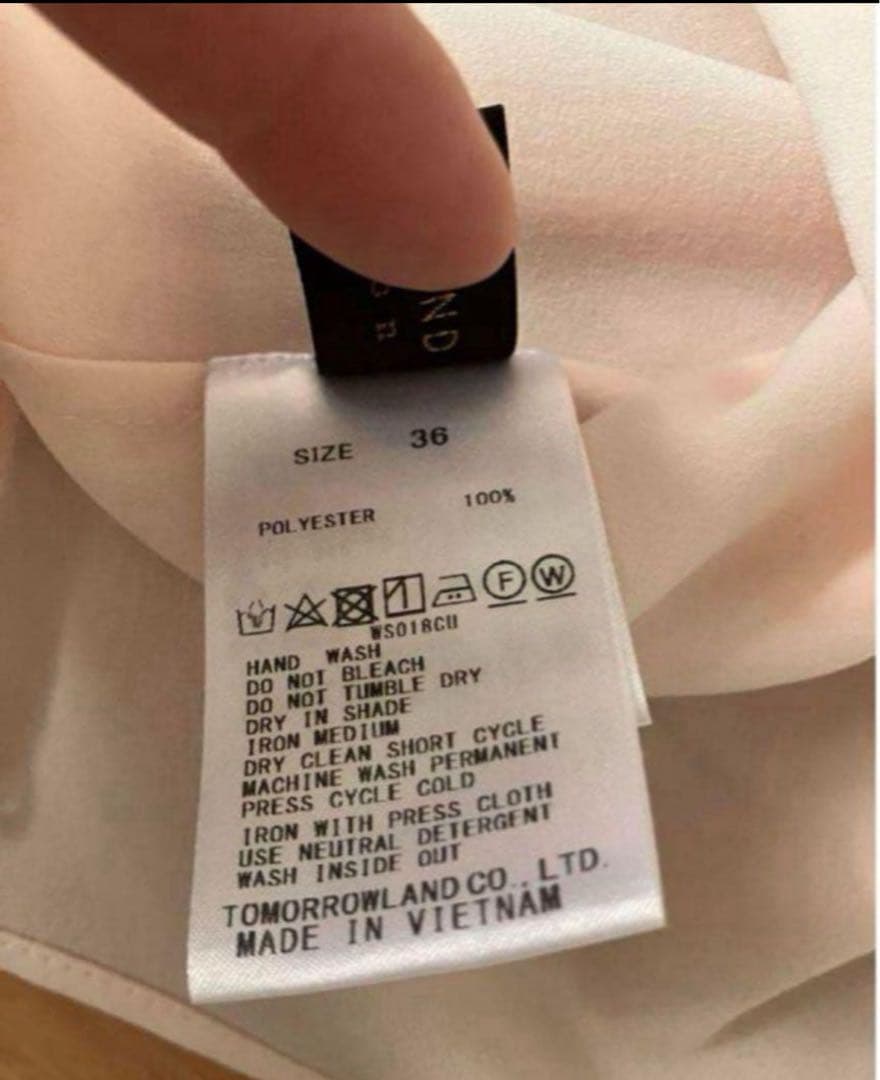 ND
SIZE 36
POLYESTER 100%
F W
WS018CU
HAND WASH
DO NOT BLEACH
DO NOT TUMBLE DRY
DRY IN SHADE
IRON MEDIUM
DRY CLEAN SHORT CYCLE
MACHINE WASH PERMANENT
PRESS CYCLE COLD
IRON WITH PRESS CLOTH
USE NEUTRAL DETERGENT
WASH INSIDE OUT
TOMORROWLAND CO., LTD.
MADE IN VIETNAM